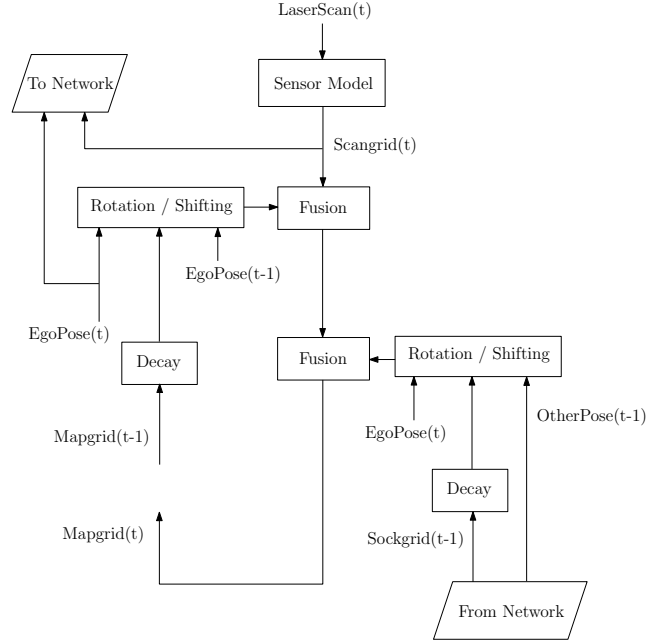 LaserScan(t)
To Network
Sensor Model
Scangrid(t)
Rotation / Shifting
Fusion
EgoPose(t-1)
EgoPose(t)
Decay
Fusion
Rotation / Shifting
Mapgrid(t-1)
EgoPose(t)
OtherPose(t-1)
Decay
Mapgrid(t)
Sockgrid(t-1)
From Network